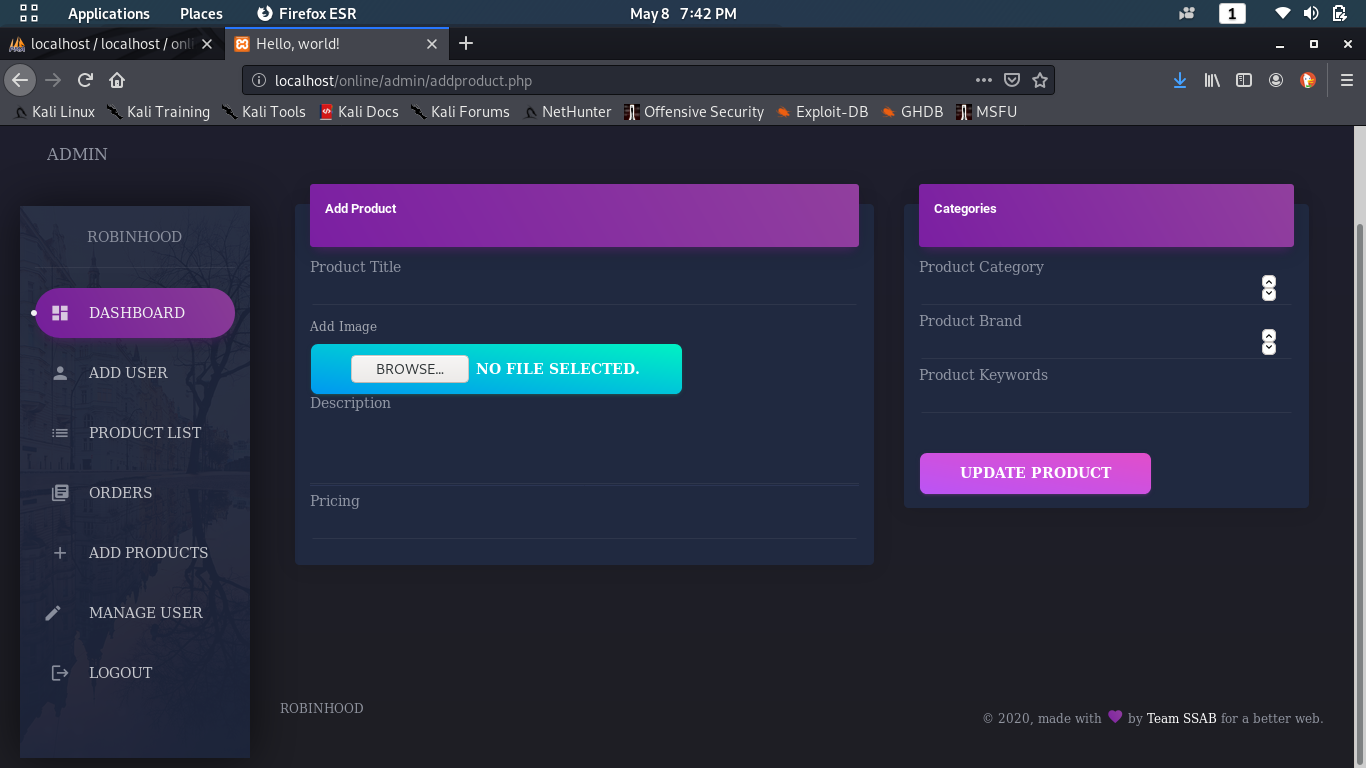 Applications Places Firefox ESR May 8 7:42 PM 1
localhost / localhost / onli Hello, world!
localhost/online/admin/addproduct.php
Kali Linux Kali Training Kali Tools Kali Docs Kali Forums NetHunter Offensive Security Exploit-DB GHDB MSFU
ADMIN
ROBINHOOD
DASHBOARD
ADD USER
PRODUCT LIST
ORDERS
ADD PRODUCTS
MANAGE USER
LOGOUT
Add Product
Product Title
Add Image
BROWSE... NO FILE SELECTED.
Description
Pricing
Categories
Product Category
Product Brand
Product Keywords
UPDATE PRODUCT
ROBINHOOD
© 2020, made with by Team SSAB for a better web.